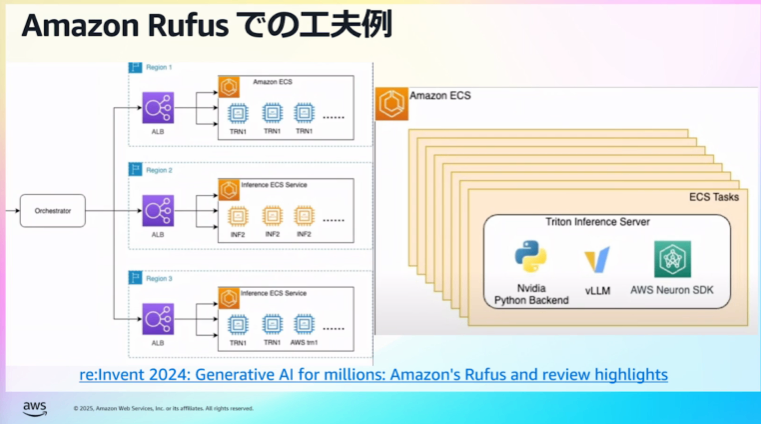 Amazon Rufus での工夫例
Region 1
Amazon ECS
ALB
TRN1 TRN1 TRN1 ......
Region 2
Inference ECS Service
Orchestrator
ALB
INF2 INF2 INF2 ......
Region 3
Inference ECS Service
ALB
TRN1 TRN1 AWS trn1 ......
Amazon ECS
ECS Tasks
Triton Inference Server
Nvidia
Python Backend
vLLM
AWS Neuron SDK
re:Invent 2024: Generative AI for millions: Amazon's Rufus and review highlights
aws
© 2025, Amazon Web Services, Inc. or its affiliates. All rights reserved.